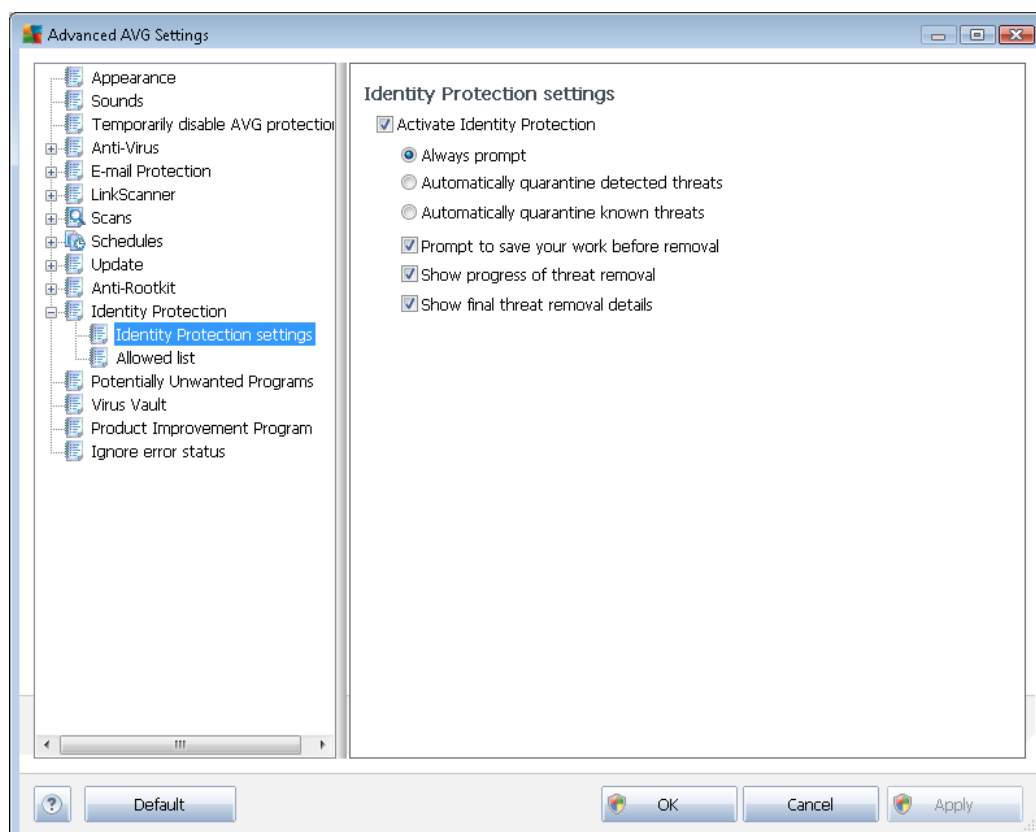 Advanced AVG Settings
Appearance
Sounds
Temporarily disable AVG protection
Anti-Virus
E-mail Protection
LinkScanner
Scans
Schedules
Update
Anti-Rootkit
Identity Protection
Identity Protection settings
Allowed list
Potentially Unwanted Programs
Virus Vault
Product Improvement Program
Ignore error status
Identity Protection settings
Activate Identity Protection
Always prompt
Automatically quarantine detected threats
Automatically quarantine known threats
Prompt to save your work before removal
Show progress of threat removal
Show final threat removal details
?
Default
OK
Cancel
Apply